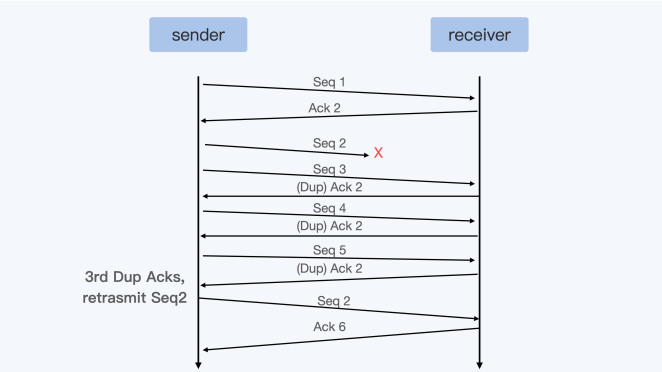 sender
receiver
Seq 1
Ack 2
Seq 2
X
Seq 3
(Dup) Ack 2
Seq 4
(Dup) Ack 2
Seq 5
(Dup) Ack 2
3rd Dup Acks,
retrasmit Seq2
Seq 2
Ack 6